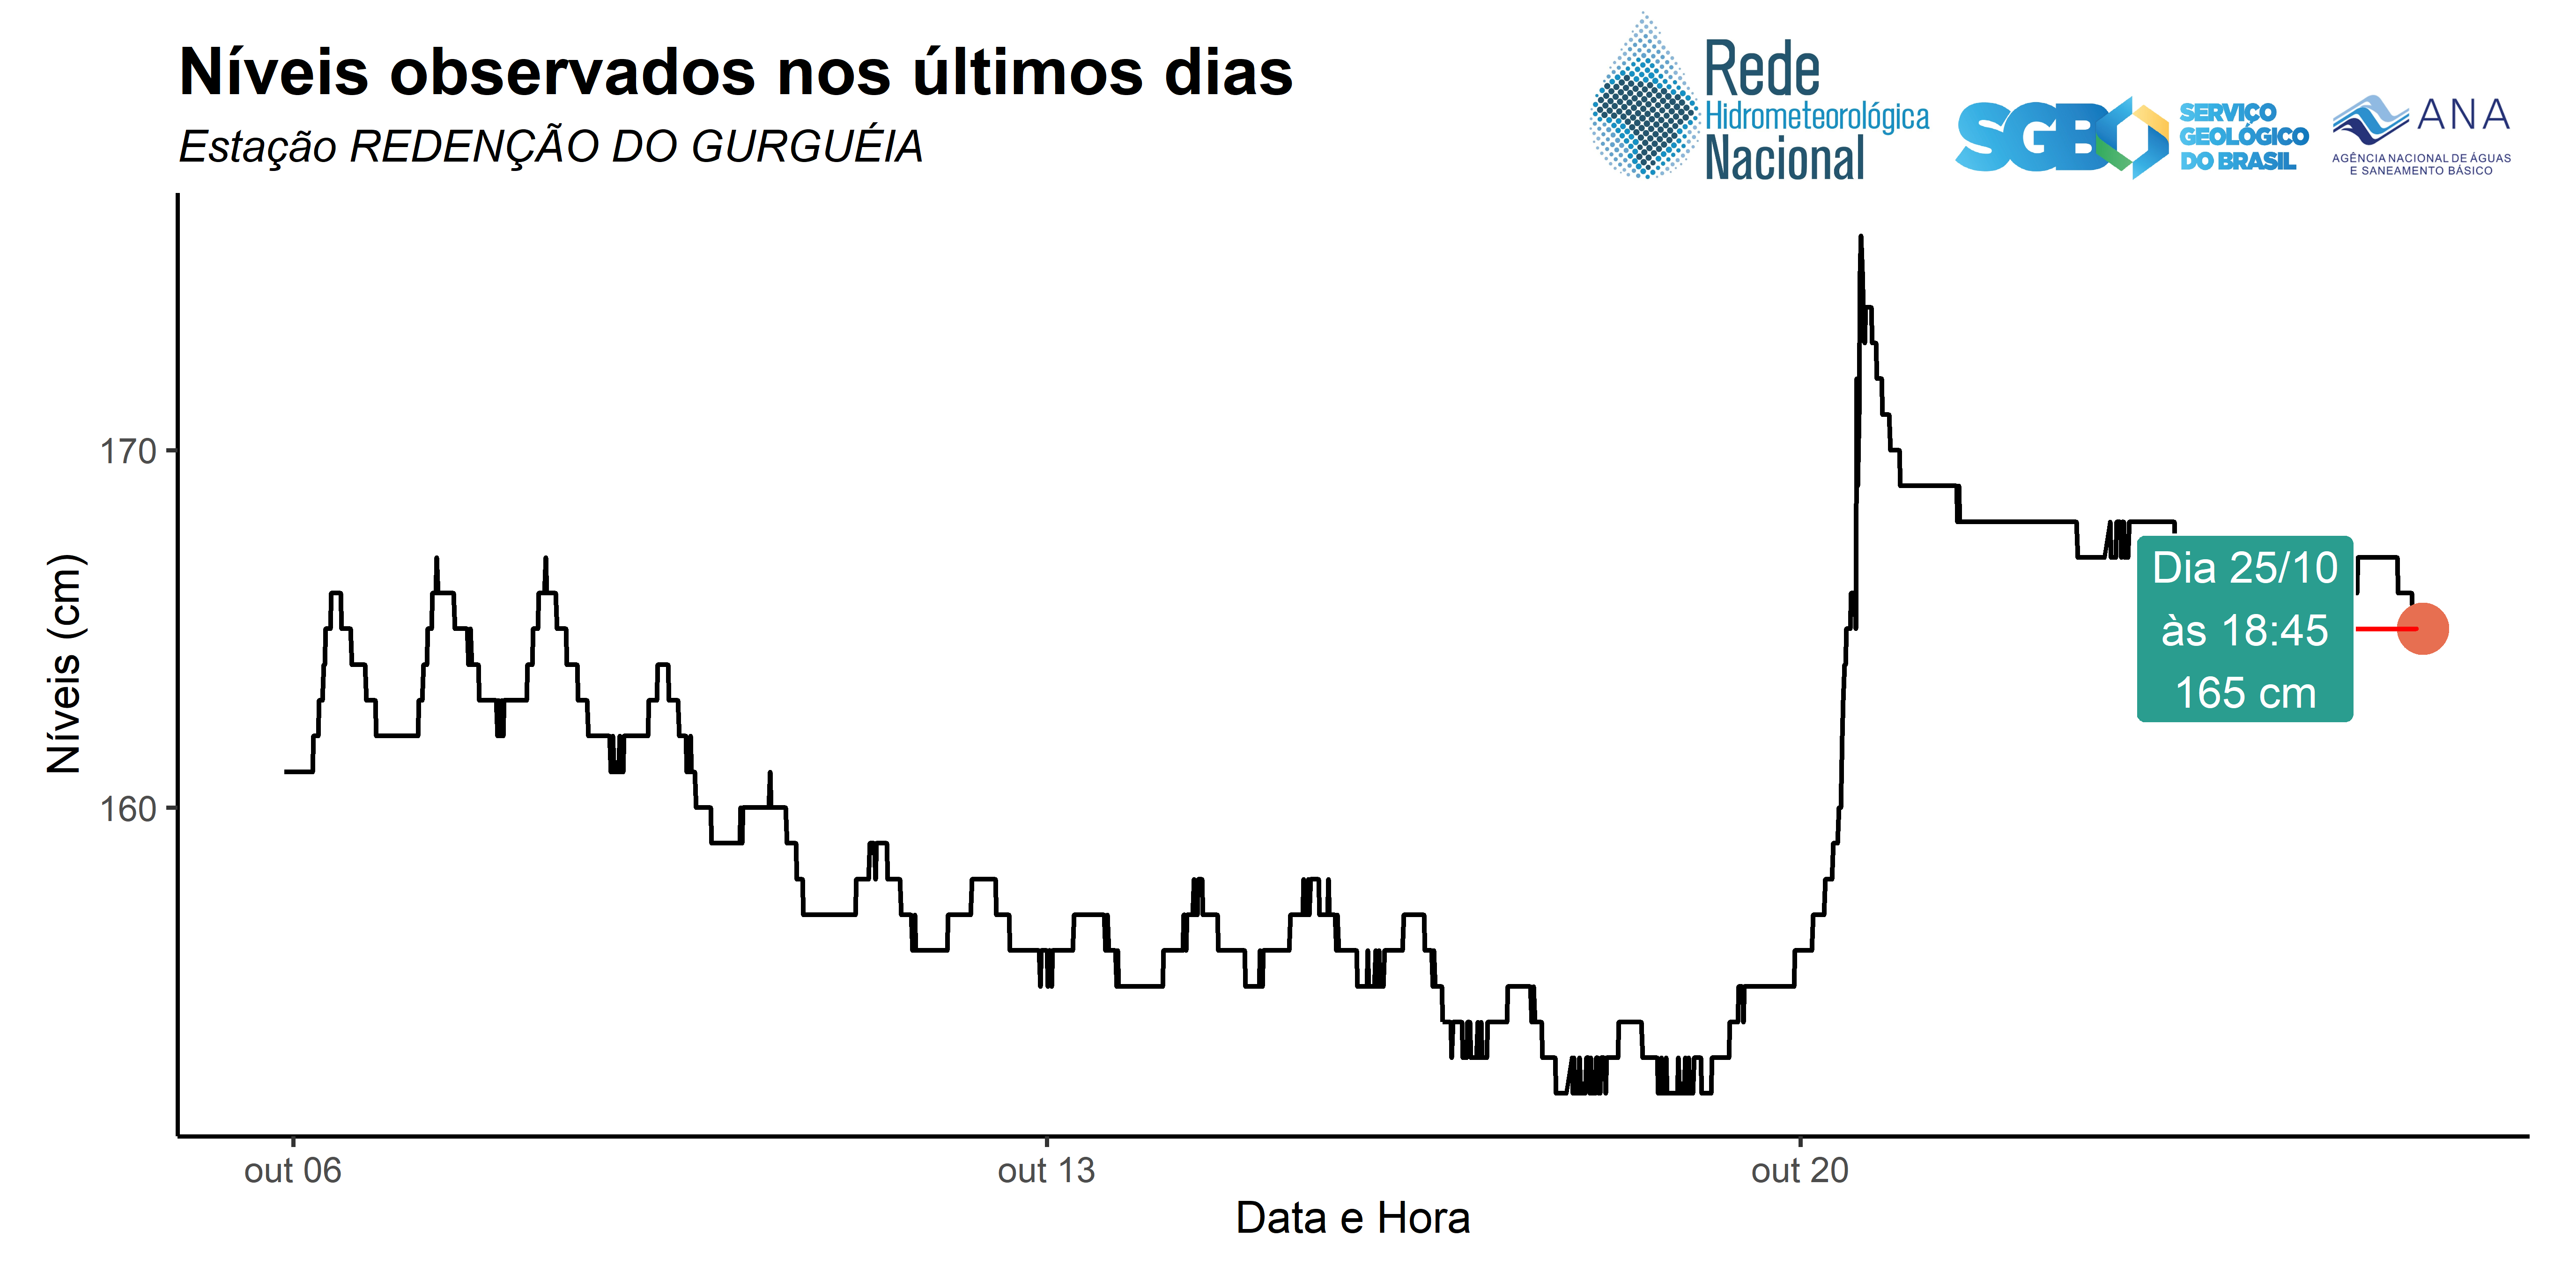 Níveis observados nos últimos dias
Estação REDENÇÃO DO GURGUÉIA
Rede
Hidrometeorológica
Nacional
SGB
SERVIÇO
GEOLÓGICO
DO BRASIL
ANA
AGÊNCIA NACIONAL DE ÁGUAS
E SANEAMENTO BÁSICO
Níveis (cm)
170
160
Dia 25/10
às 18:45
165 cm
out 06
out 13
out 20
Data e Hora